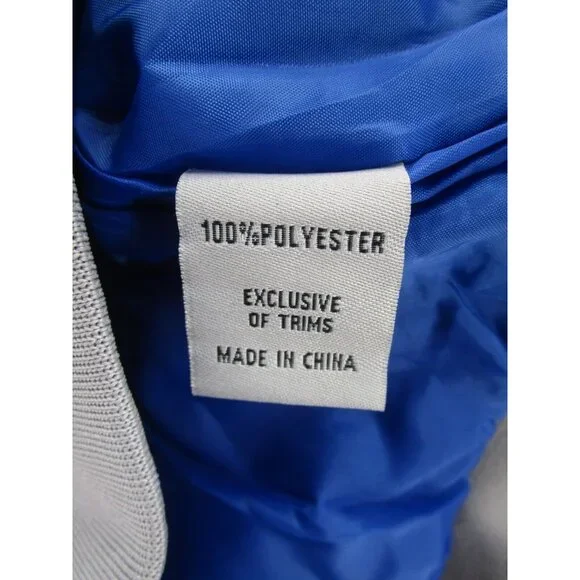 100%POLYESTER
EXCLUSIVE
OF TRIMS
MADE IN CHINA